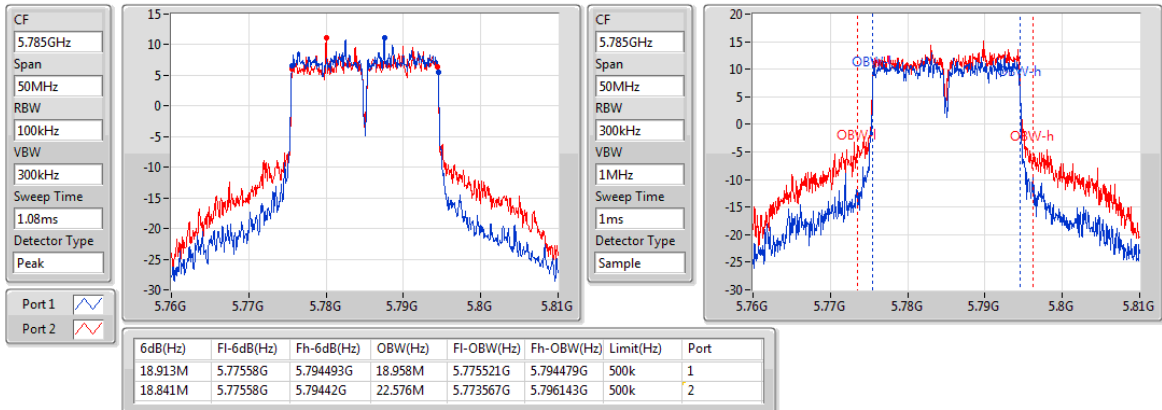 CF
5.785GHz
Span
50MHz
RBW
100kHz
VBW
300kHz
Sweep Time
1.08ms
Detector Type
Peak
Port 1
Port 2
15
10
5
0
-5
-10
-15
-20
-25
-30
5.76G 5.77G 5.78G 5.79G 5.8G 5.81G
CF
5.785GHz
Span
50MHz
RBW
300kHz
VBW
1MHz
Sweep Time
1ms
Detector Type
Sample
20
15
10
5
0
-5
-10
-15
-20
-25
-30
OBW-h
OBW-l
OBW-h
5.76G 5.77G 5.78G 5.79G 5.8G 5.81G
6dB(Hz) Fl-6dB(Hz) Fh-6dB(Hz) OBW(Hz) Fl-OBW(Hz) Fh-OBW(Hz) Limit(Hz) Port
18.913M 5.77558G 5.794493G 18.958M 5.775521G 5.794479G 500k 1
18.841M 5.77558G 5.79442G 22.576M 5.773567G 5.796143G 500k 2